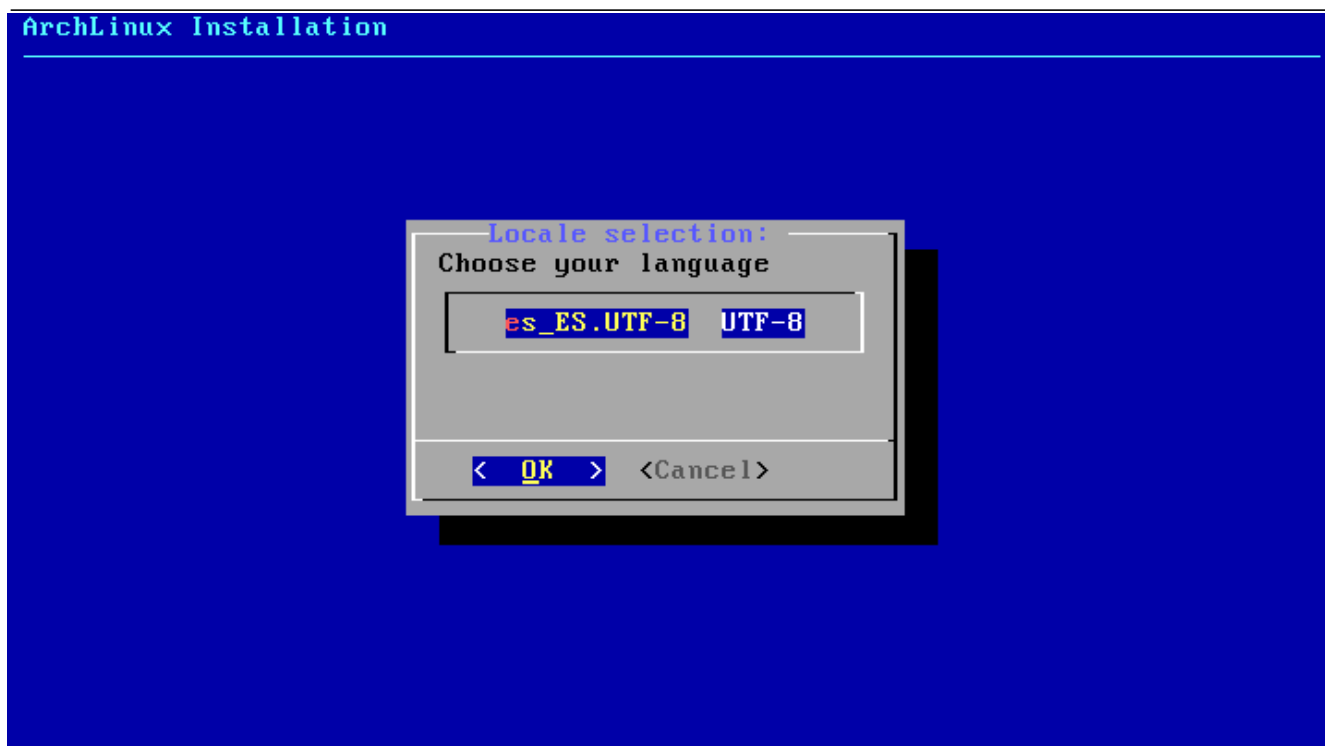 ArchLinux Installation
Locale selection:
Choose your language
es_ES.UTF-8 UTF-8
< OK > <Cancel>